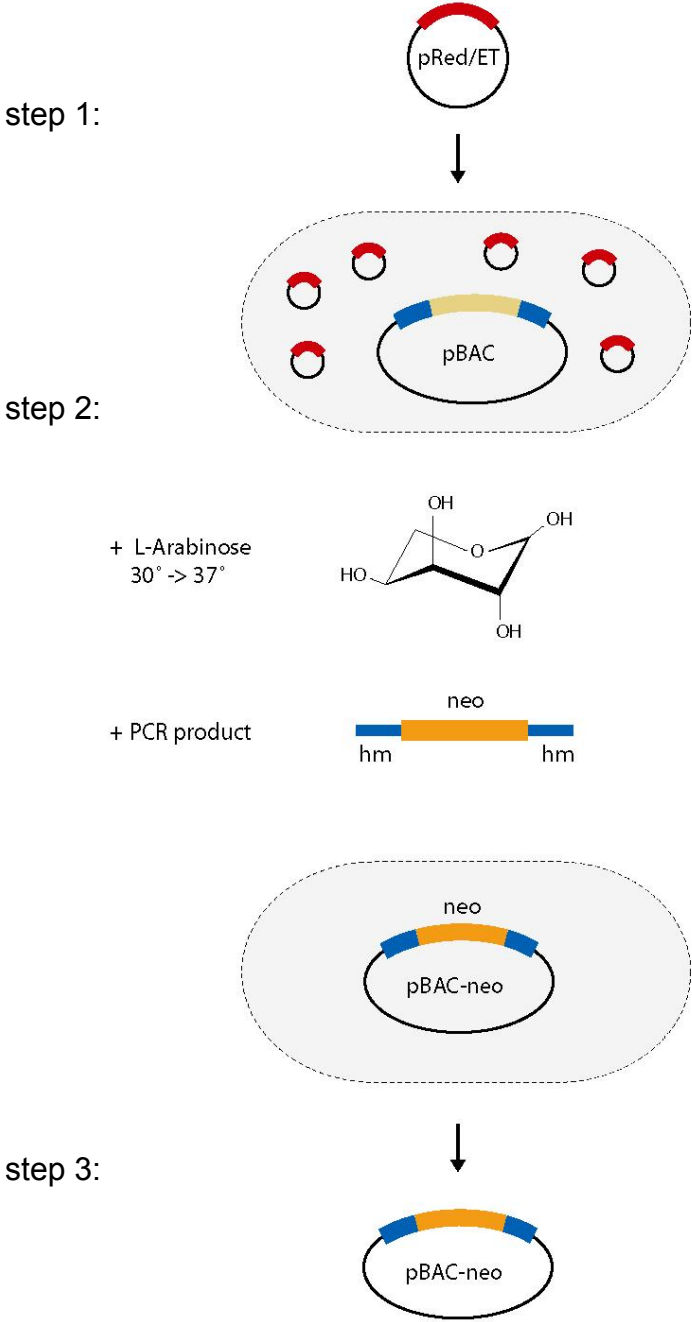 pRed/ET
step 1:
pBAC
step 2:
OH
OH
+ L-Arabinose
O
30° -> 37°
HO
OH
neo
+ PCR product
hm
hm
neo
pBAC-neo
step 3:
pBAC-neo